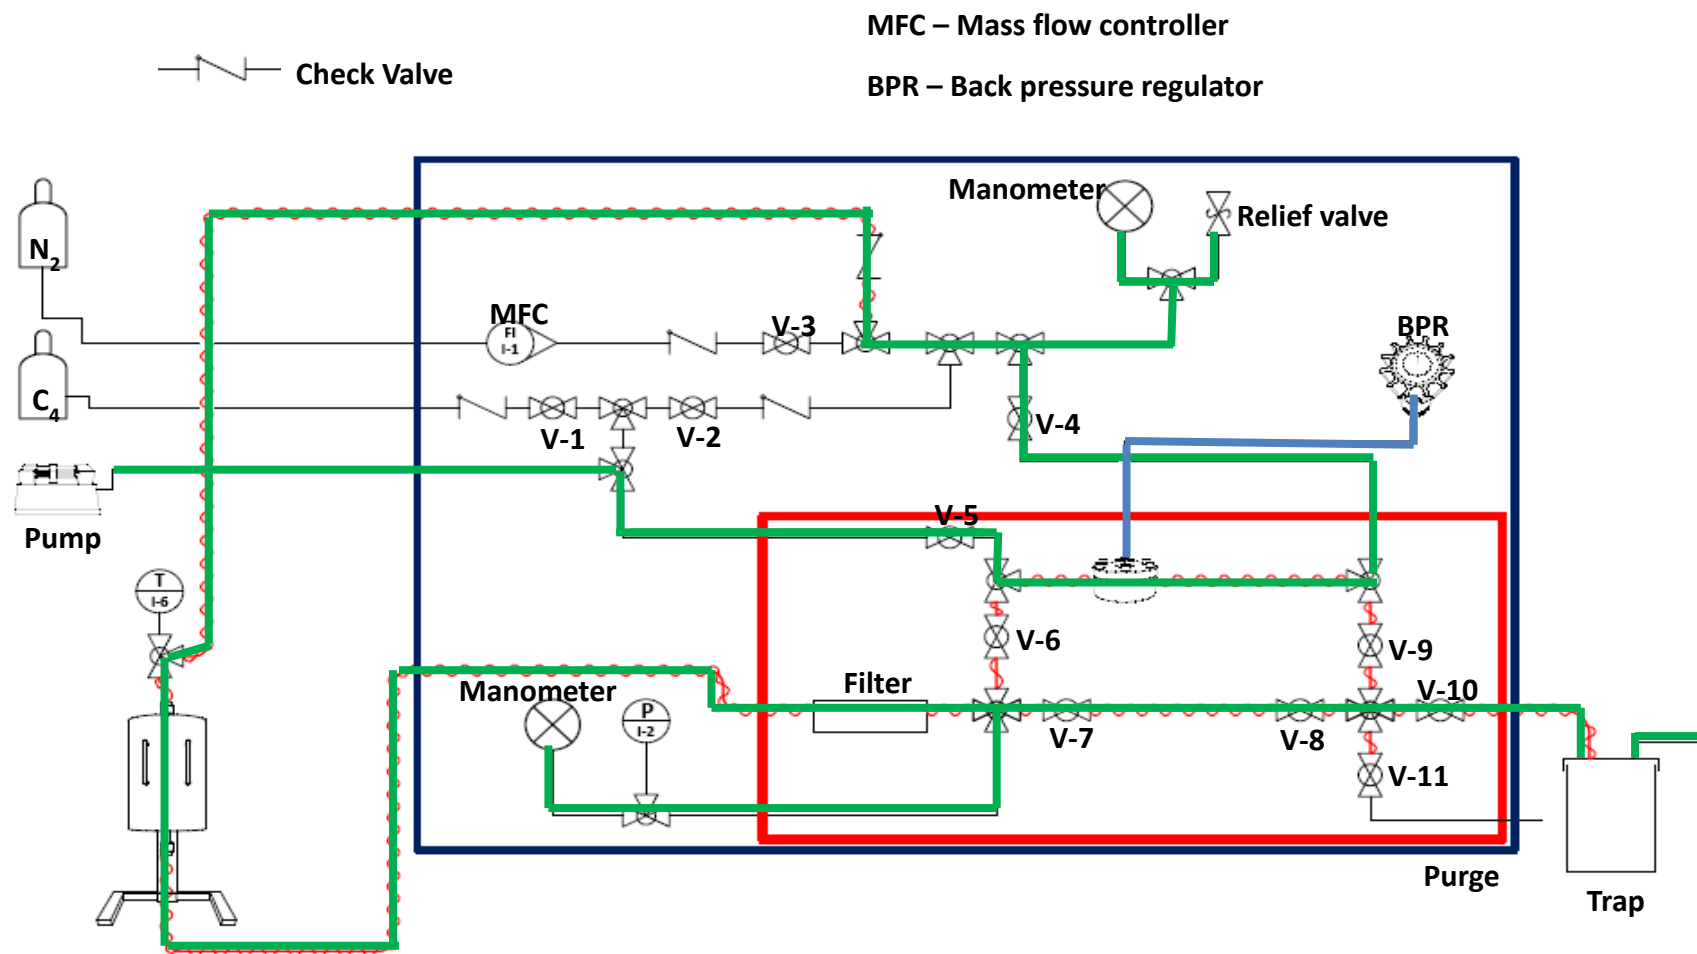 MFC – Mass flow controller
Check Valve
BPR – Back pressure regulator
Manometer
Relief valve
N2
MFC
FI
I-1
V-3
BPR
C4
V-1
V-2
V-4
Pump
V-5
T
I-6
V-6
V-9
Manometer
P
I-2
Filter
V-10
V-7
V-8
V-11
Purge
Trap